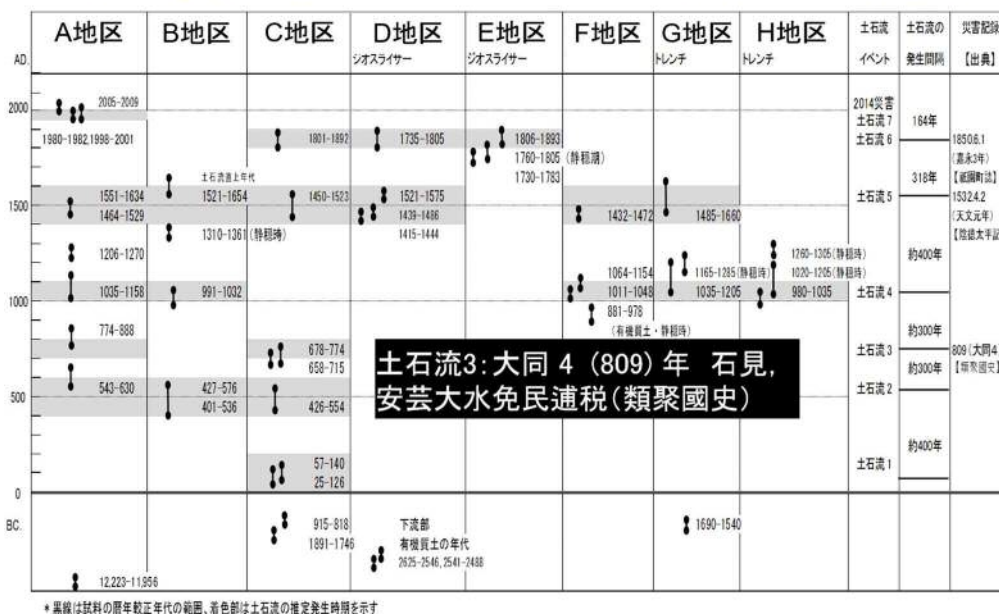 A地区 B地区 C地区 D地区 E地区 F地区 G地区 H地区 土石流 土石流の 災害記録
ジオスライサー ジオスライサー トレンチ トレンチ イベント 発生間隔 【出典】
AD.
2005-2009
2014災害
2000
土石流7 164年
1980-1982,1998-2001 1801-1892 1735-1805 1806-1893 土石流6 1850.6.1
1760-1805(静穏期) (嘉永3年)
1730-1783 318年
1551-1634 1521-1654 1450-1523 1521-1575 土石流5 1532.4.2
1500 1464-1529 1439-1486 1432-1472 1485-1660 (天文元年)
1310-1361(静穏時) 1415-1444
1206-1270 1260-1305(静穏時) 約400年
1064-1154 1165-1285(静穏時) 1020-1205(静穏時)
1000 1035-1158 991-1032 1011-1048 1035-1205 980-1035 土石流4
881-978
(有機質土・静穏時) 約300年
774-888 678-774 土石流3 809(大同4
658-715 約300年 【類聚國史】
543-630 427-576 土石流2
500 401-536 426-554
土石流3:大同4 (809)年 石見,
安芸大水免民逋税(類聚國史)
約400年
57-140 土石流1
25-126
0
BC. 915-818 下流部 1690-1540
1891-1746 有機質土の年代
2625-2546,2541-2488
12,223-11,956
*黒線は試料の暦年較正年代の範囲、着色部は土石流の推定発生時期を示す